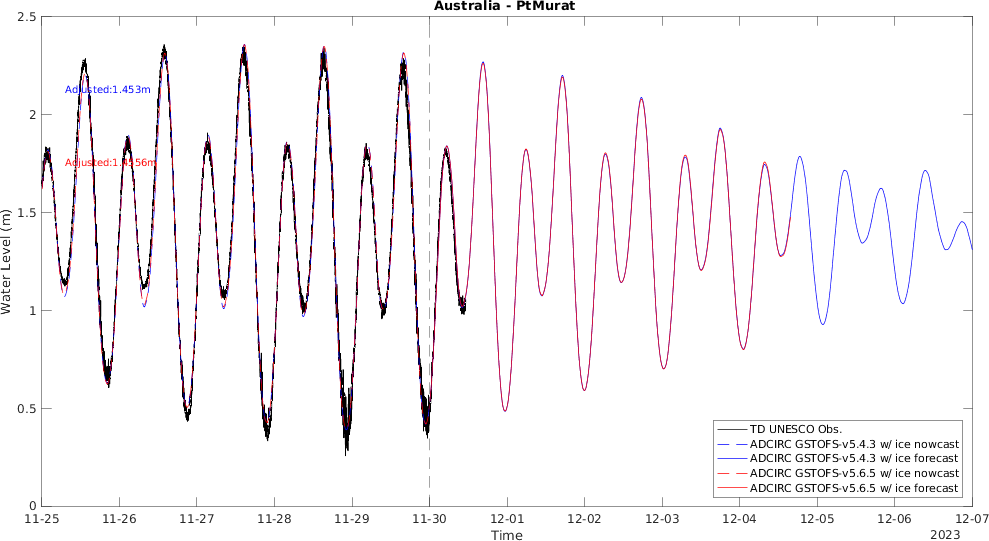 Australia - PtMurat
2.5
2
1.5
1
0.5
0
Water Level (m)
Adjusted:1.453m
Adjusted:1.4556m
TD UNESCO Obs.
ADCIRC GSTOFS-v5.4.3 w/ ice nowcast
ADCIRC GSTOFS-v5.4.3 w/ ice forecast
ADCIRC GSTOFS-v5.6.5 w/ ice nowcast
ADCIRC GSTOFS-v5.6.5 w/ ice forecast
11-25 11-26 11-27 11-28 11-29 11-30 12-01 12-02 12-03 12-04 12-05 12-06 12-07
Time
2023